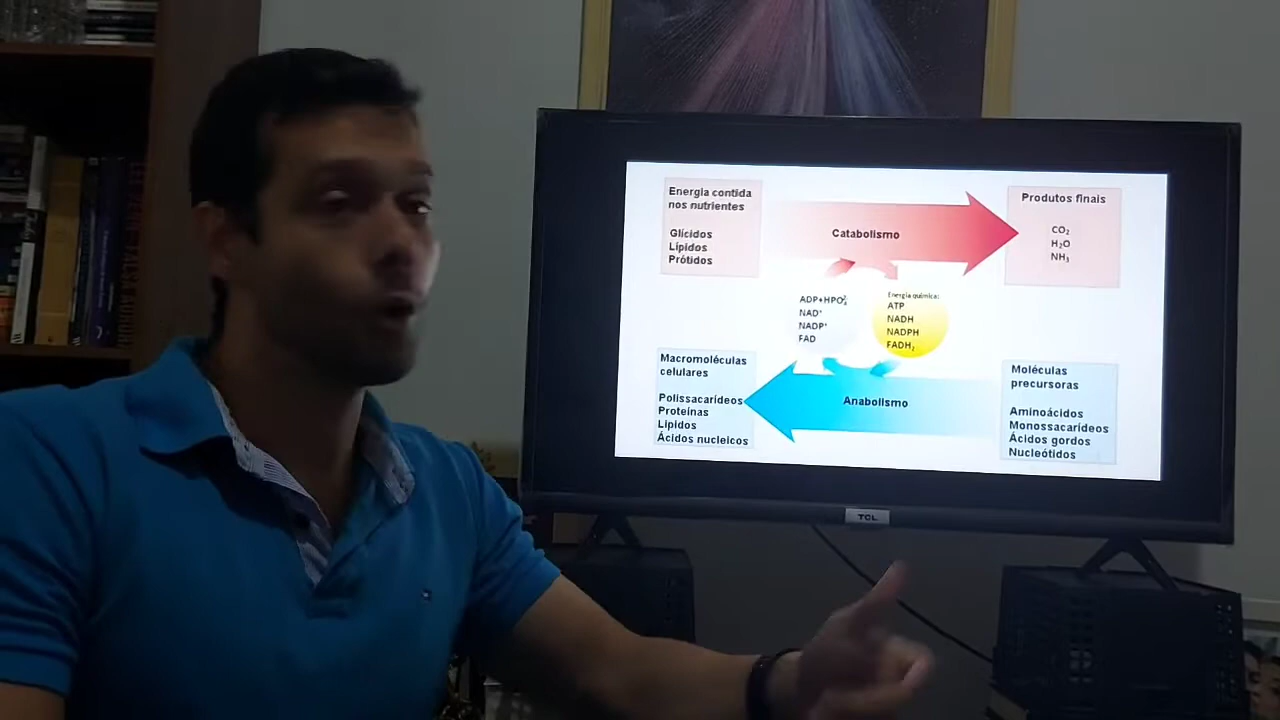 Energia contida
nos nutrientes
Glícidos
Lípidos
Prótidos
Catabolismo
Produtos finais
CO₂
H₂O
NH₃
ADP+HPO₄²⁻
NAD⁺
NADP⁺
FAD
Energia química:
ATP
NADH
NADPH
FADH₂
Macromoléculas
celulares
Polissacarídeos
Proteínas
Lípidos
Ácidos nucleicos
Anabolismo
Moléculas
precursoras
Aminoácidos
Monossacarídeos
Ácidos gordos
Nucleótidos
TCL